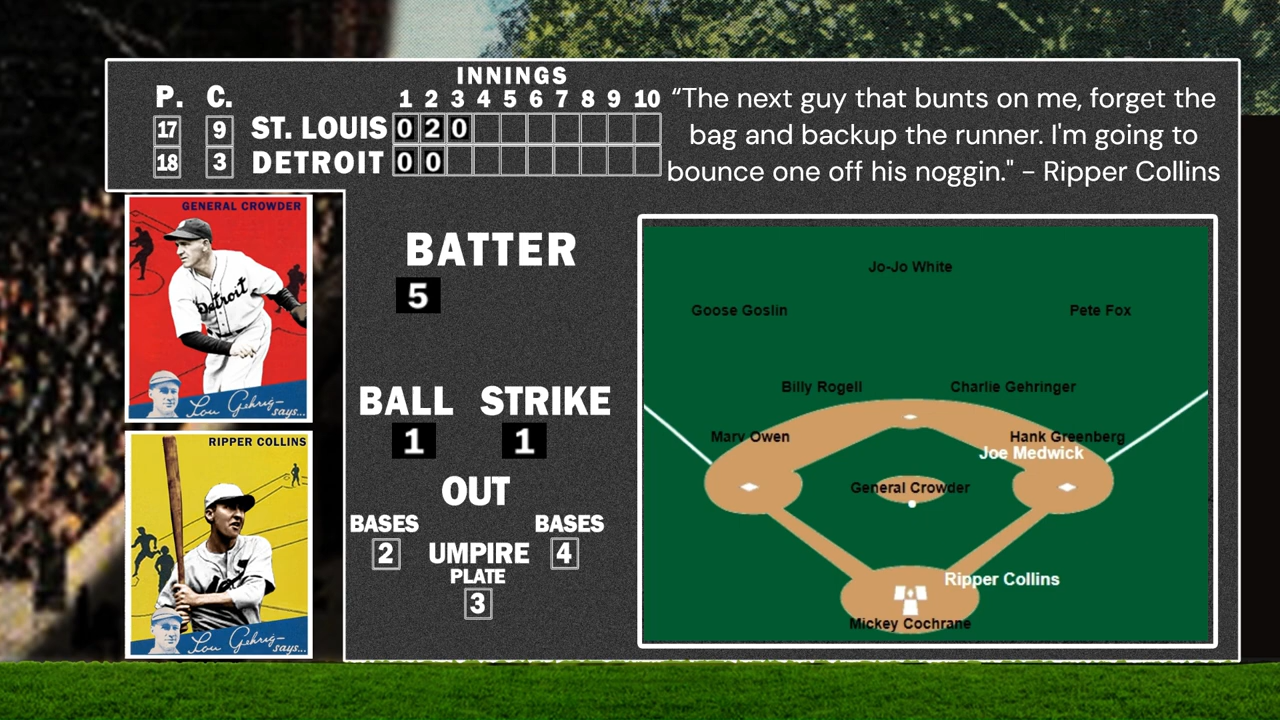 INNINGS
P. C. 1 2 3 4 5 6 7 8 9 10
17 9 ST. LOUIS 0 2 0
18 3 DETROIT 0 0
“The next guy that bunts on me, forget the
bag and backup the runner. I'm going to
bounce one off his noggin." - Ripper Collins
GENERAL CROWDER
Detroit
Lou Gehrig-
says...
RIPPER COLLINS
Lou Gehrig-
says...
BATTER
5
BALL STRIKE
1 1
OUT
BASES BASES
2 UMPIRE 4
PLATE
3
Jo-Jo White
Goose Goslin Pete Fox
Billy Rogell Charlie Gehringer
Marv Owen Hank Greenberg
Joe Medwick
General Crowder
Ripper Collins
Mickey Cochrane